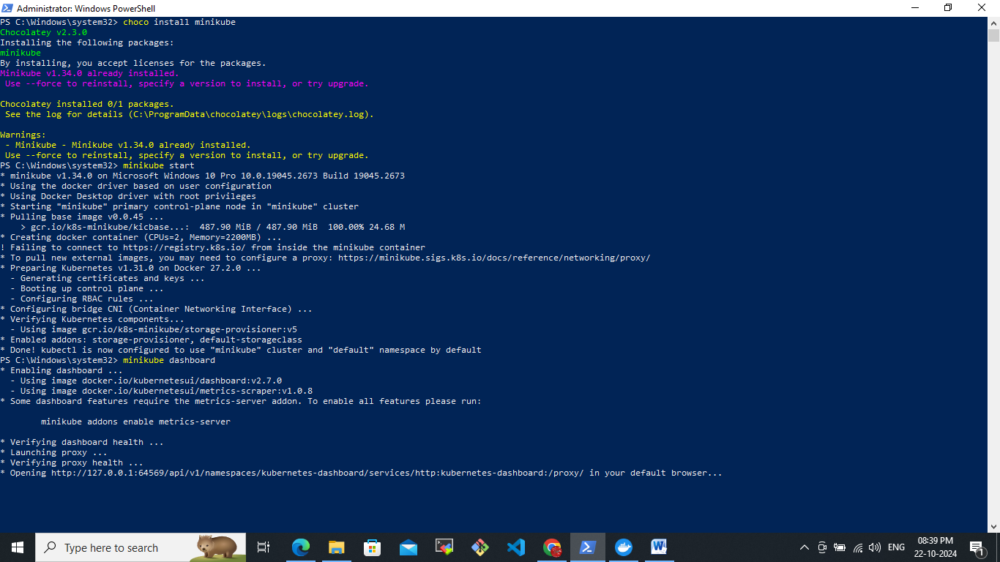 Administrator: Windows PowerShell
PS C:\Windows\system32> choco install minikube
Chocolatey v2.3.0
Installing the following packages:
minikube
By installing, you accept licenses for the packages.
Minikube v1.34.0 already installed.
 Use --force to reinstall, specify a version to install, or try upgrade.
Chocolatey installed 0/1 packages.
 See the log for details (C:\ProgramData\chocolatey\logs\chocolatey.log).
Warnings:
 - Minikube - Minikube v1.34.0 already installed.
 Use --force to reinstall, specify a version to install, or try upgrade.
PS C:\Windows\system32> minikube start
* minikube v1.34.0 on Microsoft Windows 10 Pro 10.0.19045.2673 Build 19045.2673
* Using the docker driver based on user configuration
* Using Docker Desktop driver with root privileges
* Starting "minikube" primary control-plane node in "minikube" cluster
* Pulling base image v0.0.45 ...
    > gcr.io/k8s-minikube/kicbase...:  487.90 MiB / 487.90 MiB  100.00% 24.68 M
* Creating docker container (CPUs=2, Memory=2200MB) ...
! Failing to connect to https://registry.k8s.io/ from inside the minikube container
* To pull new external images, you may need to configure a proxy: https://minikube.sigs.k8s.io/docs/reference/networking/proxy/
* Preparing Kubernetes v1.31.0 on Docker 27.2.0 ...
  - Generating certificates and keys ...
  - Booting up control plane ...
  - Configuring RBAC rules ...
* Configuring bridge CNI (Container Networking Interface) ...
* Verifying Kubernetes components...
  - Using image gcr.io/k8s-minikube/storage-provisioner:v5
* Enabled addons: storage-provisioner, default-storageclass
* Done! kubectl is now configured to use "minikube" cluster and "default" namespace by default
PS C:\Windows\system32> minikube dashboard
* Enabling dashboard ...
  - Using image docker.io/kubernetesui/dashboard:v2.7.0
  - Using image docker.io/kubernetesui/metrics-scraper:v1.0.8
* Some dashboard features require the metrics-server addon. To enable all features please run:
        minikube addons enable metrics-server
* Verifying dashboard health ...
* Launching proxy ...
* Verifying proxy health ...
* Opening http://127.0.0.1:64569/api/v1/namespaces/kubernetes-dashboard/services/http:kubernetes-dashboard:/proxy/ in your default browser...
Type here to search
ENG
08:39 PM
22-10-2024
1